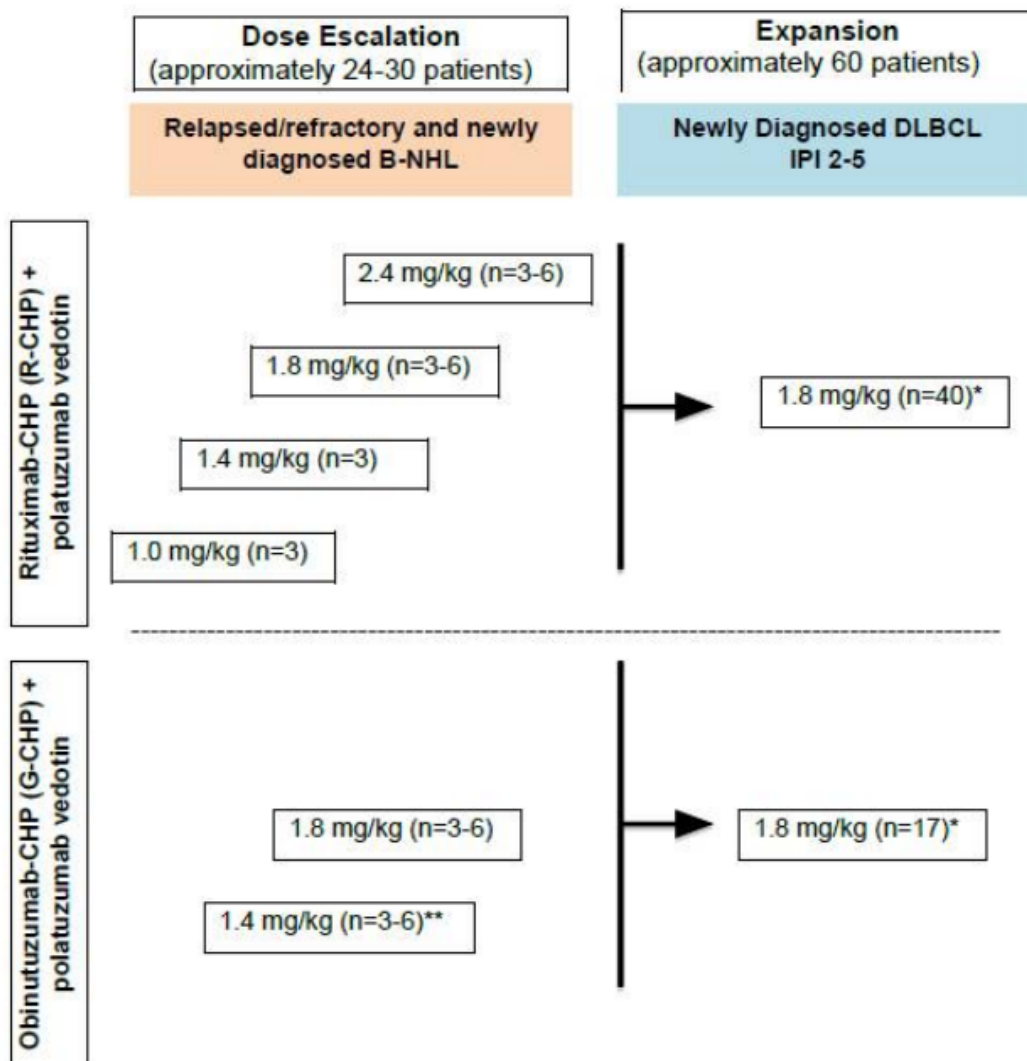 Dose Escalation
(approximately 24-30 patients)
Expansion
(approximately 60 patients)
Relapsed/refractory and newly
diagnosed B-NHL
Newly Diagnosed DLBCL
IPI 2-5
Rituximab-CHP (R-CHP) +
polatuzumab vedotin
2.4 mg/kg (n=3-6)
1.8 mg/kg (n=3-6)
1.4 mg/kg (n=3)
1.0 mg/kg (n=3)
1.8 mg/kg (n=40)*
Obinutuzumab-CHP (G-CHP) +
polatuzumab vedotin
1.8 mg/kg (n=3-6)
1.4 mg/kg (n=3-6)**
1.8 mg/kg (n=17)*